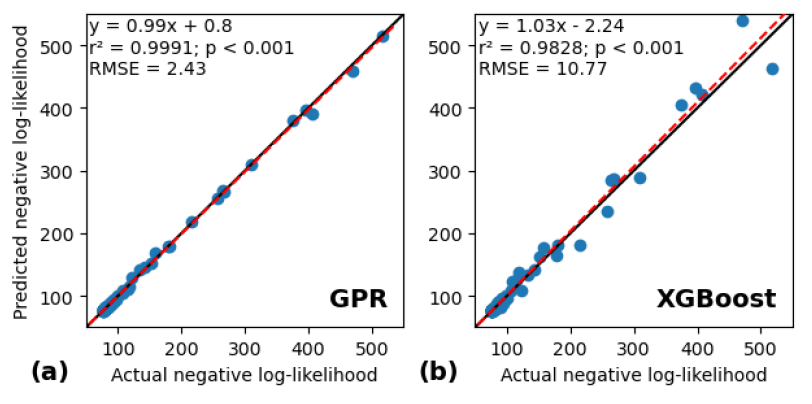 y = 0.99x + 0.8
r² = 0.9991; p < 0.001
RMSE = 2.43
Predicted negative log-likelihood
500
400
300
200
100
GPR
100 200 300 400 500
(a)
Actual negative log-likelihood
y = 1.03x - 2.24
r² = 0.9828; p < 0.001
RMSE = 10.77
500
400
300
200
100
XGBoost
100 200 300 400 500
(b)
Actual negative log-likelihood